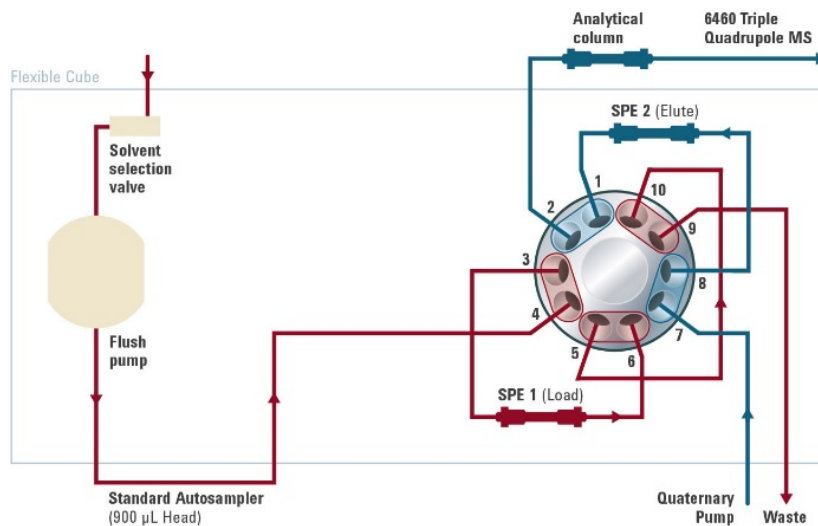 Analytical
column
6460 Triple
Quadrupole MS
Flexible Cube
SPE 2 (Elute)
Solvent
selection
valve
1
10
2
9
3
8
4
7
5
6
Flush
pump
SPE 1 (Load)
Standard Autosampler
(900 µL Head)
Quaternary
Pump
Waste